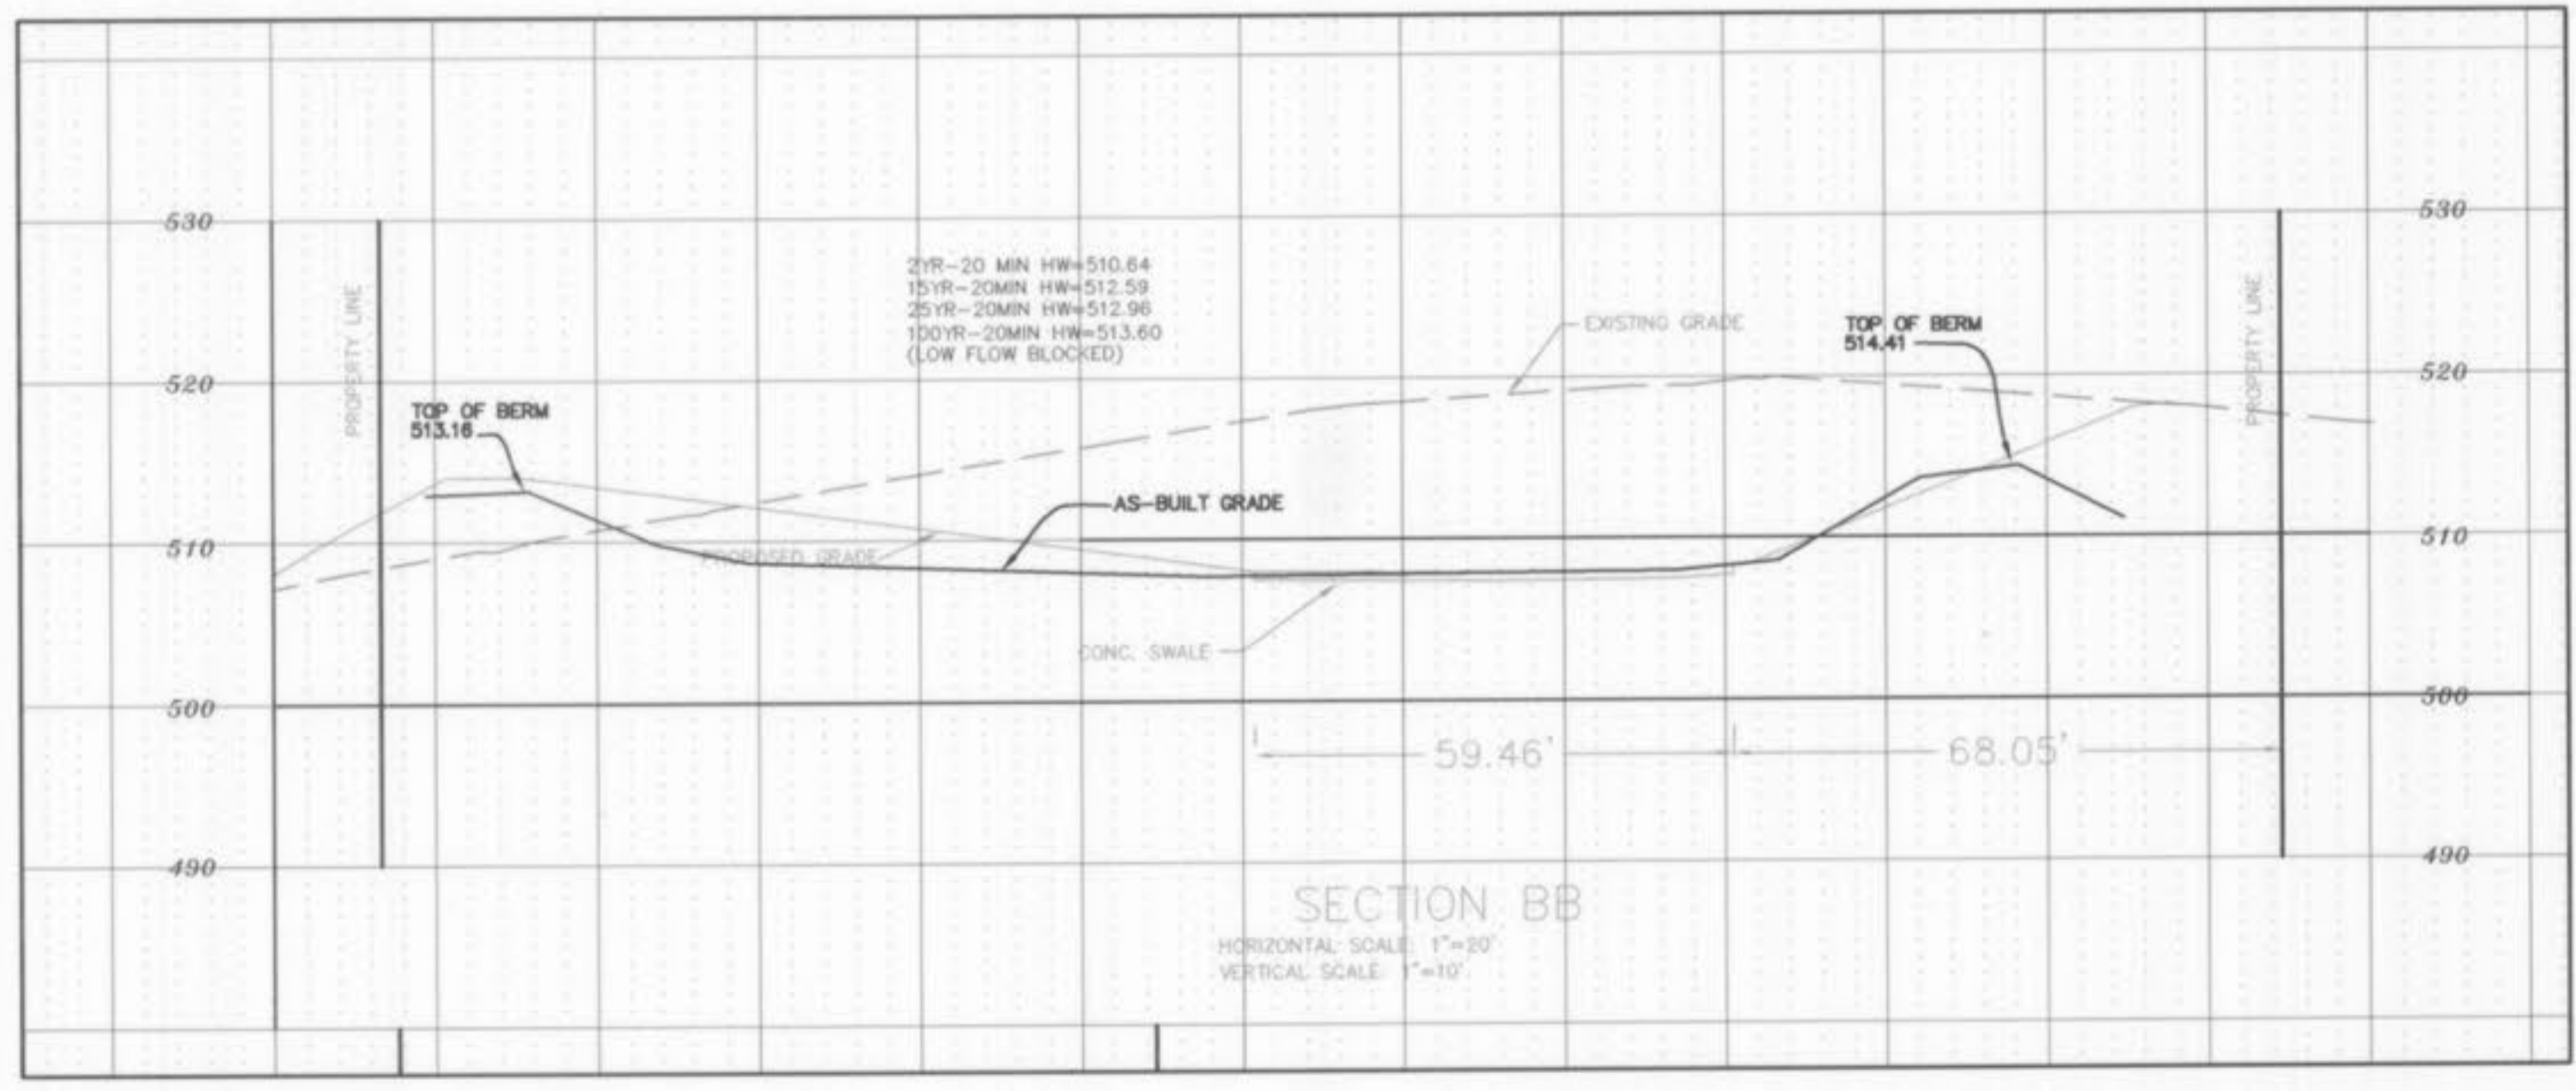 530
530
2YR-20 MIN HW=510.64
15YR-20MIN HW=512.59
25YR-20MIN HW=512.96
100YR-20MIN HW=513.60
(LOW FLOW BLOCKED)
PROPERTY LINE
PROPERTY LINE
EXISTING GRADE
TOP OF BERM
514.41
520
520
TOP OF BERM
513.16
AS-BUILT GRADE
510
PROPOSED GRADE
510
CONC. SWALE
500
500
59.46'
68.05'
490
490
SECTION BB
HORIZONTAL SCALE: 1"=20'
VERTICAL SCALE: 1"=10'